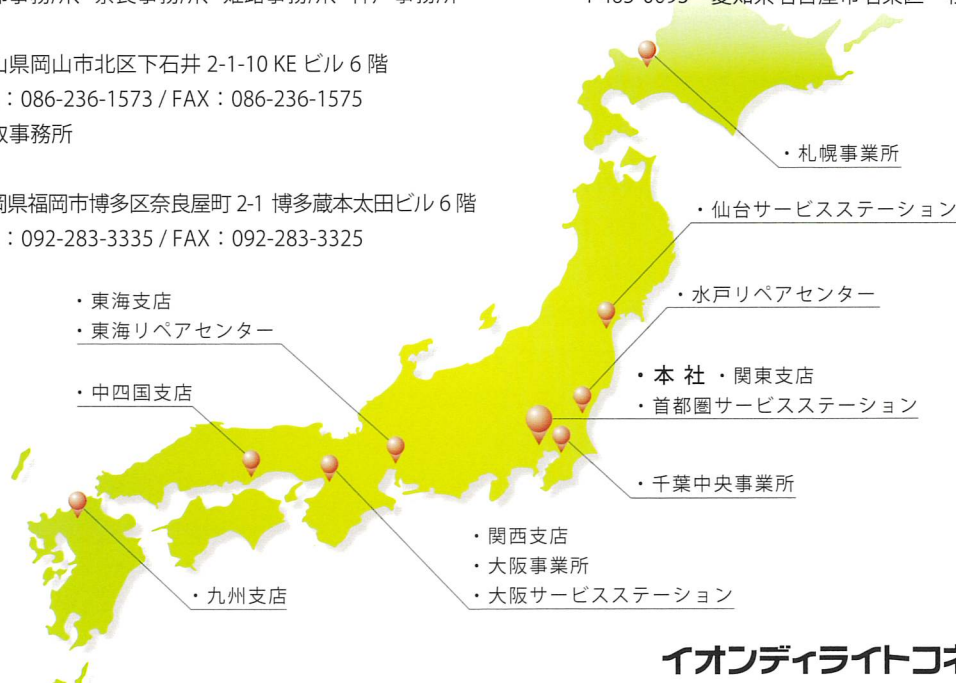 県岡山市北区下石井 2-1-10 KE ビル 6 階
：086-236-1573 / FAX：086-236-1575
事務所
県福岡市博多区奈良屋町 2-1 博多蔵本太田ビル 6 階
：092-283-3335 / FAX：092-283-3325
・札幌事業所
・仙台サービスステーション
・水戸リペアセンター
・東海支店
・東海リペアセンター
・本 社 ・関東支店
・首都圏サービスステーション
・中四国支店
・千葉中央事業所
・関西支店
・大阪事業所
・大阪サービスステーション
・九州支店
イオンディライトコネ